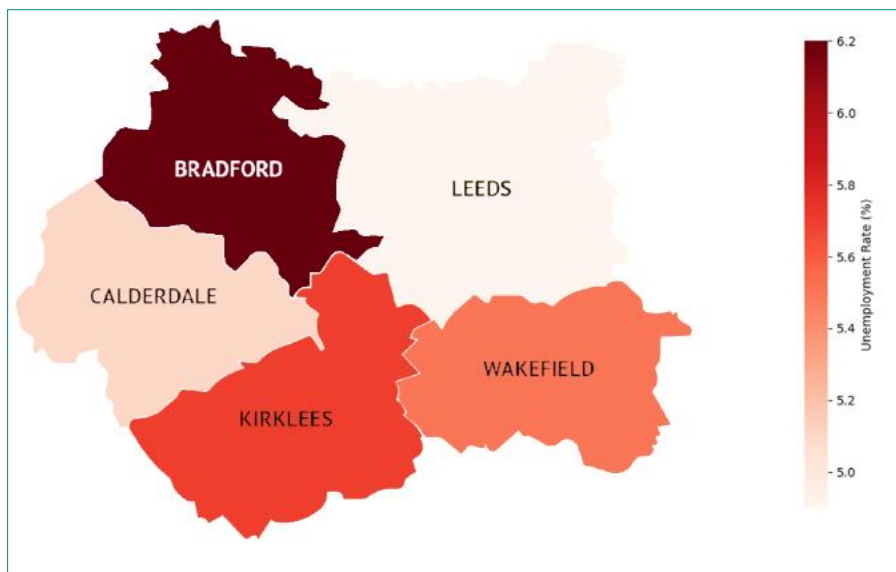 BRADFORD
LEEDS
CALDERDALE
WAKEFIELD
KIRKLEES
6.2
6.0
5.8
5.6
5.4
5.2
5.0
Unemployment Rate (%)